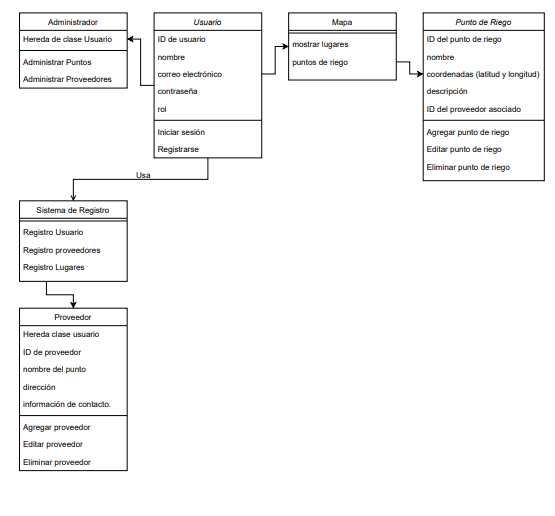 Administrador
Hereda de clase Usuario
Administrar Puntos
Administrar Proveedores
Usuario
ID de usuario
nombre
correo electrónico
contraseña
rol
Iniciar sesión
Registrarse
Mapa
mostrar lugares
puntos de riego
Punto de Riego
ID del punto de riego
nombre
coordenadas (latitud y longitud)
descripción
ID del proveedor asociado
Agregar punto de riego
Editar punto de riego
Eliminar punto de riego
Usa
Sistema de Registro
Registro Usuario
Registro proveedores
Registro Lugares
Proveedor
Hereda clase usuario
ID de proveedor
nombre del punto
dirección
información de contacto.
Agregar proveedor
Editar proveedor
Eliminar proveedor